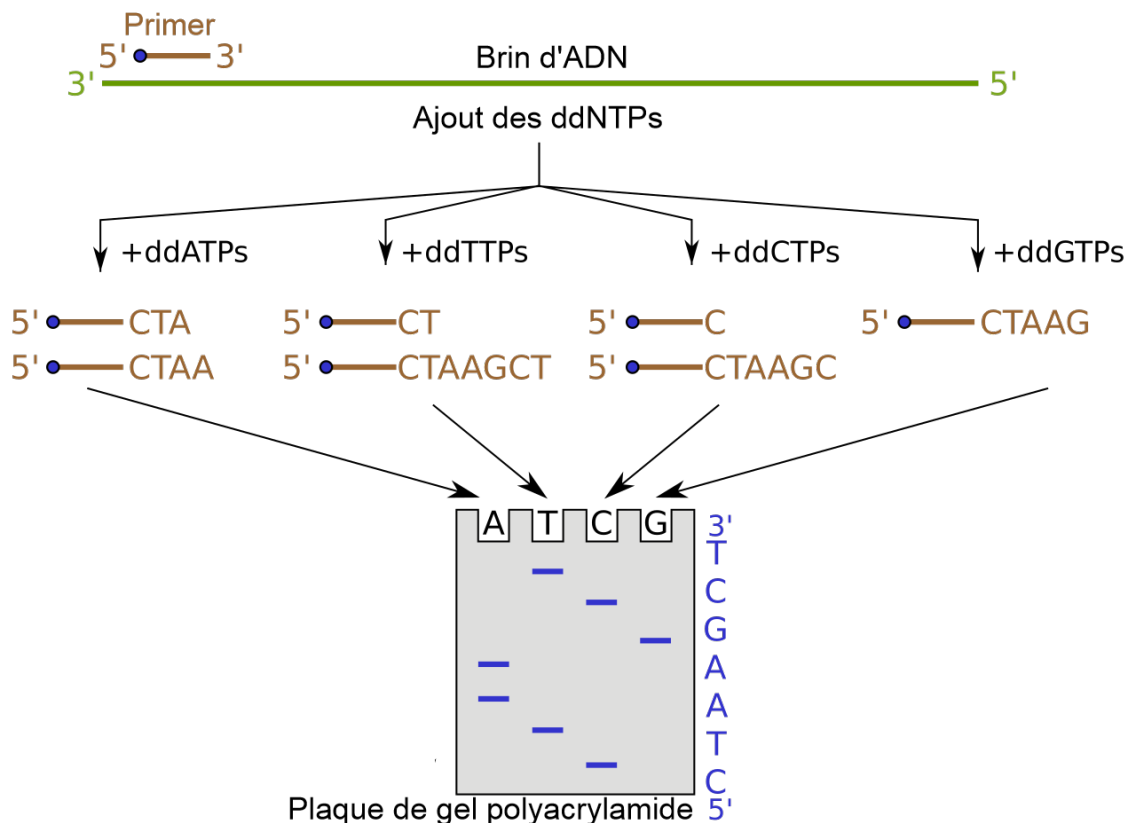 Primer
5' 3'
Brin d'ADN
3' 5'
Ajout des ddNTPs
+ddATPs +ddTTPs +ddCTPs +ddGTPs
5' CTA 5' CT 5' C 5' CTAAG
5' CTAA 5' CTAAGCT 5' CTAAGC
A T C G 3'
T
C
G
A
A
T
C
Plaque de gel polyacrylamide 5'